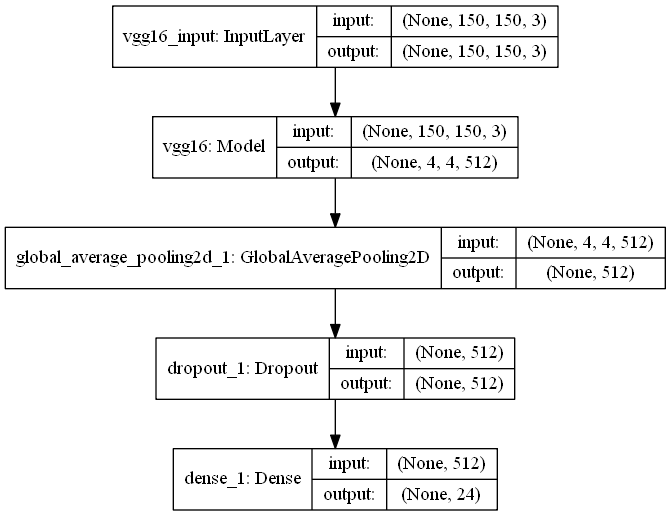 vgg16_input: InputLayer
input:
(None, 150, 150, 3)
output:
(None, 150, 150, 3)
vgg16: Model
input:
(None, 150, 150, 3)
output:
(None, 4, 4, 512)
global_average_pooling2d_1: GlobalAveragePooling2D
input:
(None, 4, 4, 512)
output:
(None, 512)
dropout_1: Dropout
input:
(None, 512)
output:
(None, 512)
dense_1: Dense
input:
(None, 512)
output:
(None, 24)